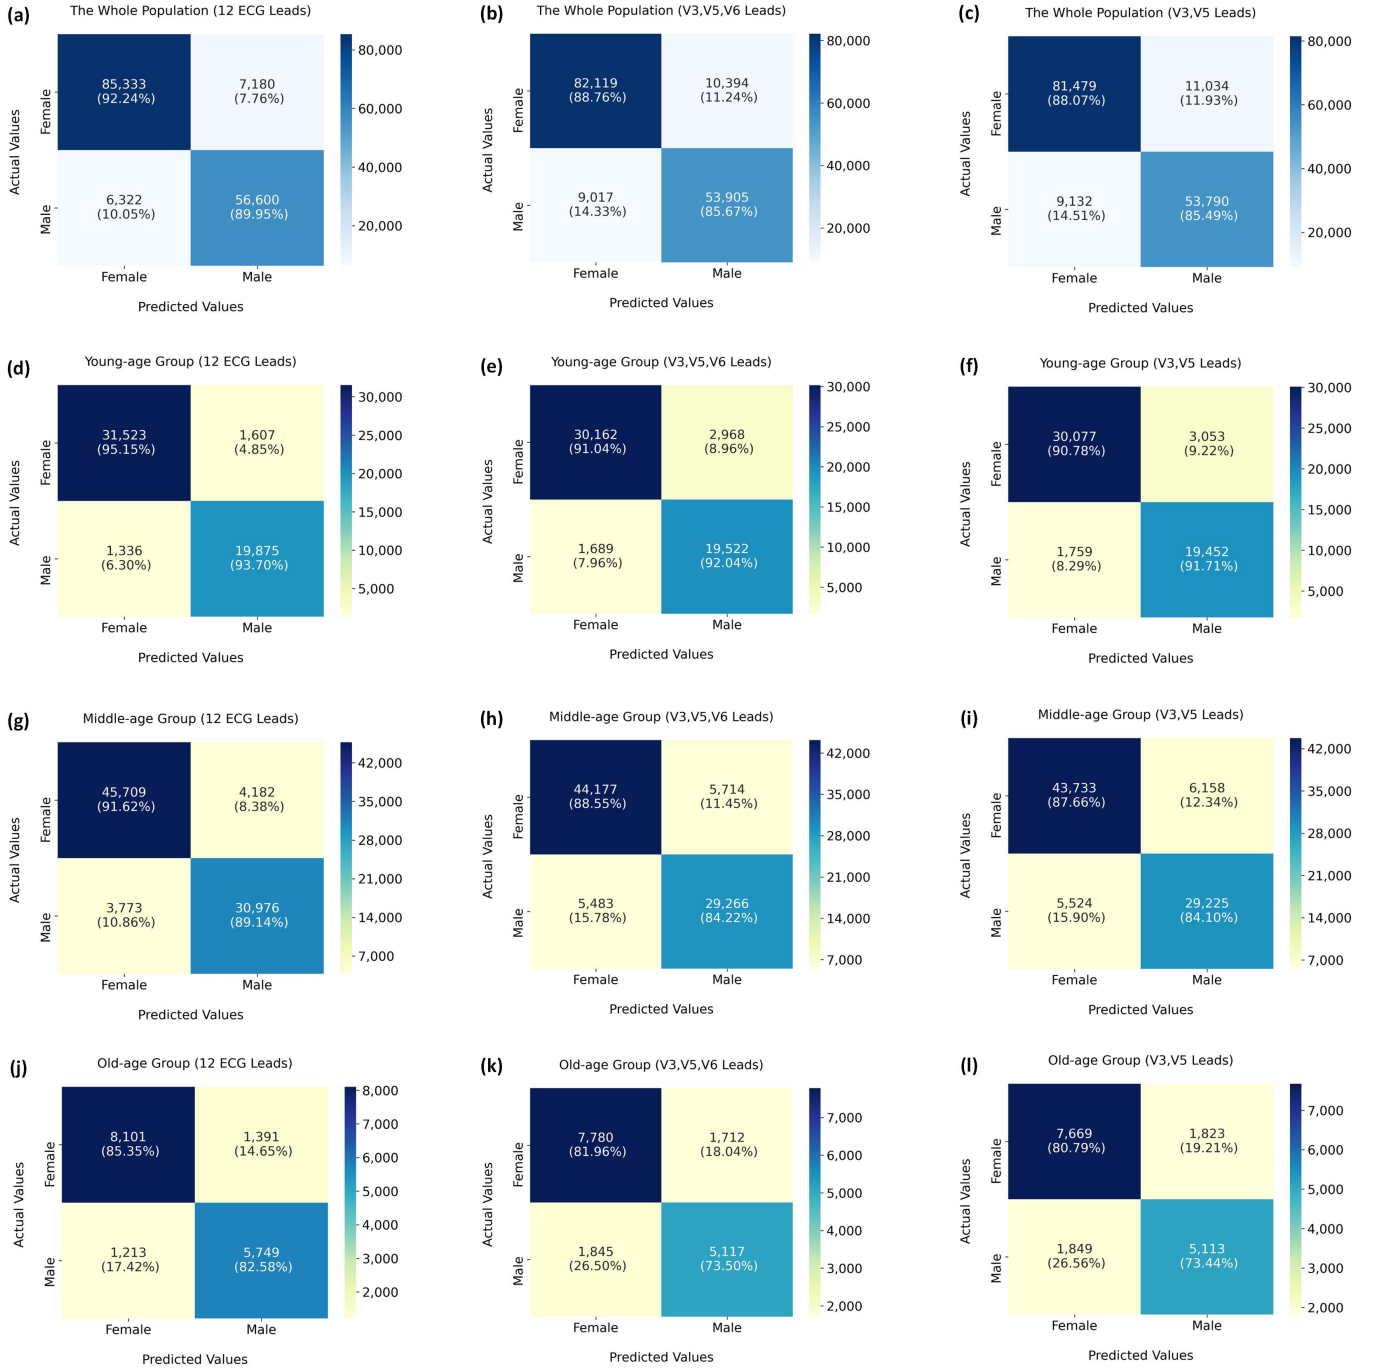 (a)
The Whole Population (12 ECG Leads)
Actual Values
Female
85,333
(92.24%)
7,180
(7.76%)
Male
6,322
(10.05%)
56,600
(89.95%)
Female
Male
Predicted Values
80,000
60,000
40,000
20,000
(b)
The Whole Population (V3,V5,V6 Leads)
Actual Values
Female
82,119
(88.76%)
10,394
(11.24%)
Male
9,017
(14.33%)
53,905
(85.67%)
Female
Male
Predicted Values
80,000
60,000
40,000
20,000
(c)
The Whole Population (V3,V5 Leads)
Actual Values
Female
81,479
(88.07%)
11,034
(11.93%)
Male
9,132
(14.51%)
53,790
(85.49%)
Female
Male
Predicted Values
80,000
60,000
40,000
20,000
(d)
Young-age Group (12 ECG Leads)
Actual Values
Female
31,523
(95.15%)
1,607
(4.85%)
Male
1,336
(6.30%)
19,875
(93.70%)
Female
Male
Predicted Values
30,000
25,000
20,000
15,000
10,000
5,000
(e)
Young-age Group (V3,V5,V6 Leads)
Actual Values
Female
30,162
(91.04%)
2,968
(8.96%)
Male
1,689
(7.96%)
19,522
(92.04%)
Female
Male
Predicted Values
30,000
25,000
20,000
15,000
10,000
5,000
(f)
Young-age Group (V3,V5 Leads)
Actual Values
Female
30,077
(90.78%)
3,053
(9.22%)
Male
1,759
(8.29%)
19,452
(91.71%)
Female
Male
Predicted Values
30,000
25,000
20,000
15,000
10,000
5,000
(g)
Middle-age Group (12 ECG Leads)
Actual Values
Female
45,709
(91.62%)
4,182
(8.38%)
Male
3,773
(10.86%)
30,976
(89.14%)
Female
Male
Predicted Values
42,000
35,000
28,000
21,000
14,000
7,000
(h)
Middle-age Group (V3,V5,V6 Leads)
Actual Values
Female
44,177
(88.55%)
5,714
(11.45%)
Male
5,483
(15.78%)
29,266
(84.22%)
Female
Male
Predicted Values
42,000
35,000
28,000
21,000
14,000
7,000
(i)
Middle-age Group (V3,V5 Leads)
Actual Values
Female
43,733
(87.66%)
6,158
(12.34%)
Male
5,524
(15.90%)
29,225
(84.10%)
Female
Male
Predicted Values
42,000
35,000
28,000
21,000
14,000
7,000
(j)
Old-age Group (12 ECG Leads)
Actual Values
Female
8,101
(85.35%)
1,391
(14.65%)
Male
1,213
(17.42%)
5,749
(82.58%)
Female
Male
Predicted Values
8,000
7,000
6,000
5,000
4,000
3,000
2,000
(k)
Old-age Group (V3,V5,V6 Leads)
Actual Values
Female
7,780
(81.96%)
1,712
(18.04%)
Male
1,845
(26.50%)
5,117
(73.50%)
Female
Male
Predicted Values
7,000
6,000
5,000
4,000
3,000
2,000
(l)
Old-age Group (V3,V5 Leads)
Actual Values
Female
7,669
(80.79%)
1,823
(19.21%)
Male
1,849
(26.56%)
5,113
(73.44%)
Female
Male
Predicted Values
7,000
6,000
5,000
4,000
3,000
2,000